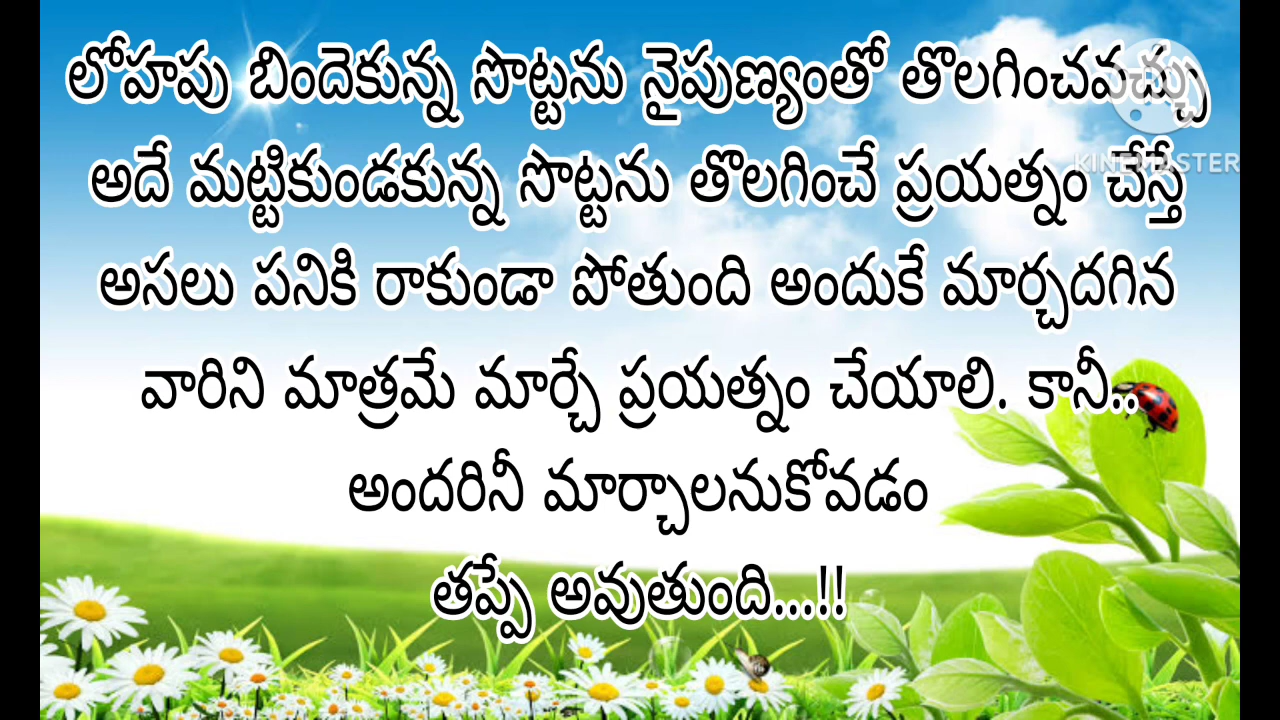 లోహపు బిందెకున్న సొట్టను నైపుణ్యంతో తొలగించవచ్చు
అదే మట్టికుండకున్న సొట్టను తొలగించే ప్రయత్నం చేస్తే
అసలు పనికి రాకుండా పోతుంది అందుకే మార్చదగిన
వారిని మాత్రమే మార్చే ప్రయత్నం చేయాలి. కానీ..
అందరినీ మార్చాలనుకోవడం
తప్పే అవుతుంది...!!
KINEMASTER